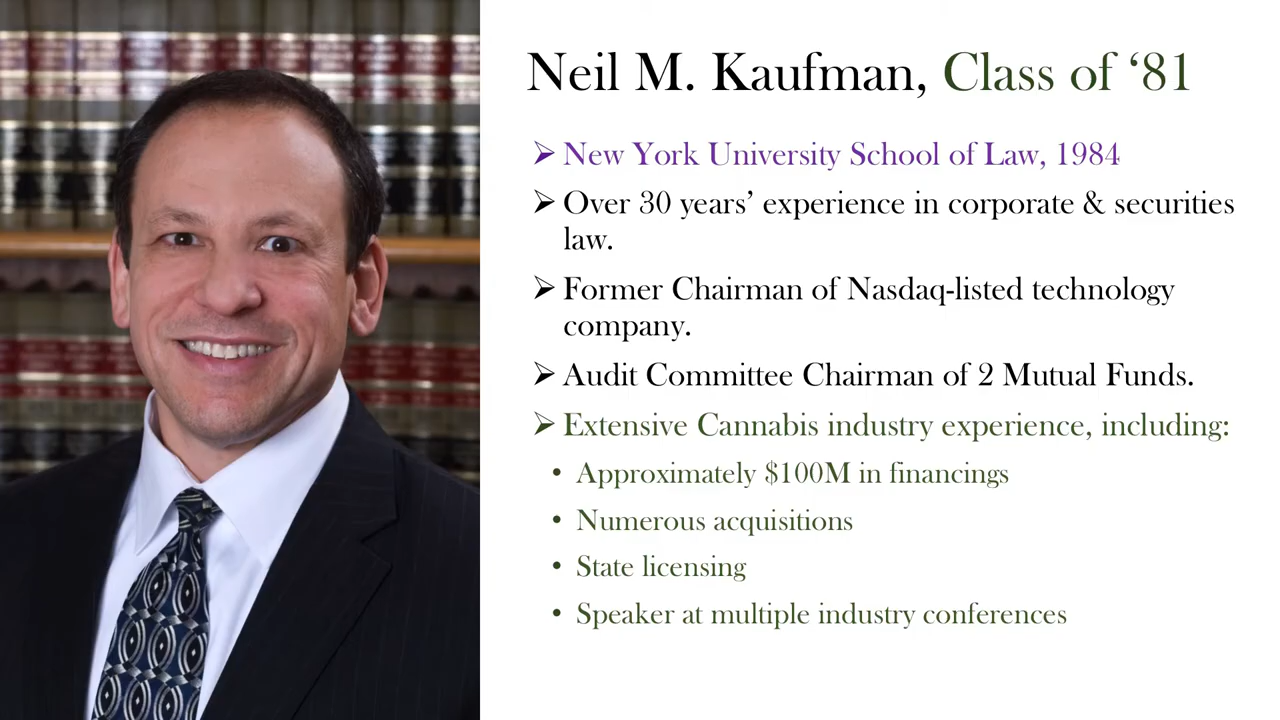 Neil M. Kaufman, Class of ‘81
➢ New York University School of Law, 1984
➢ Over 30 years’ experience in corporate & securities
law.
➢ Former Chairman of Nasdaq-listed technology
company.
➢ Audit Committee Chairman of 2 Mutual Funds.
➢ Extensive Cannabis industry experience, including:
• Approximately $100M in financings
• Numerous acquisitions
• State licensing
• Speaker at multiple industry conferences